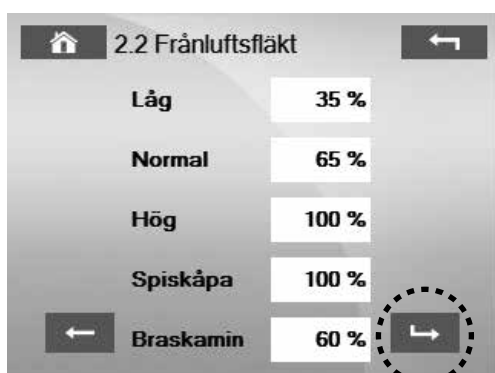 2.2 Frånluftsfläkt
Låg 35 %
Normal 65 %
Hög 100 %
Spiskåpa 100 %
Braskamin 60 %